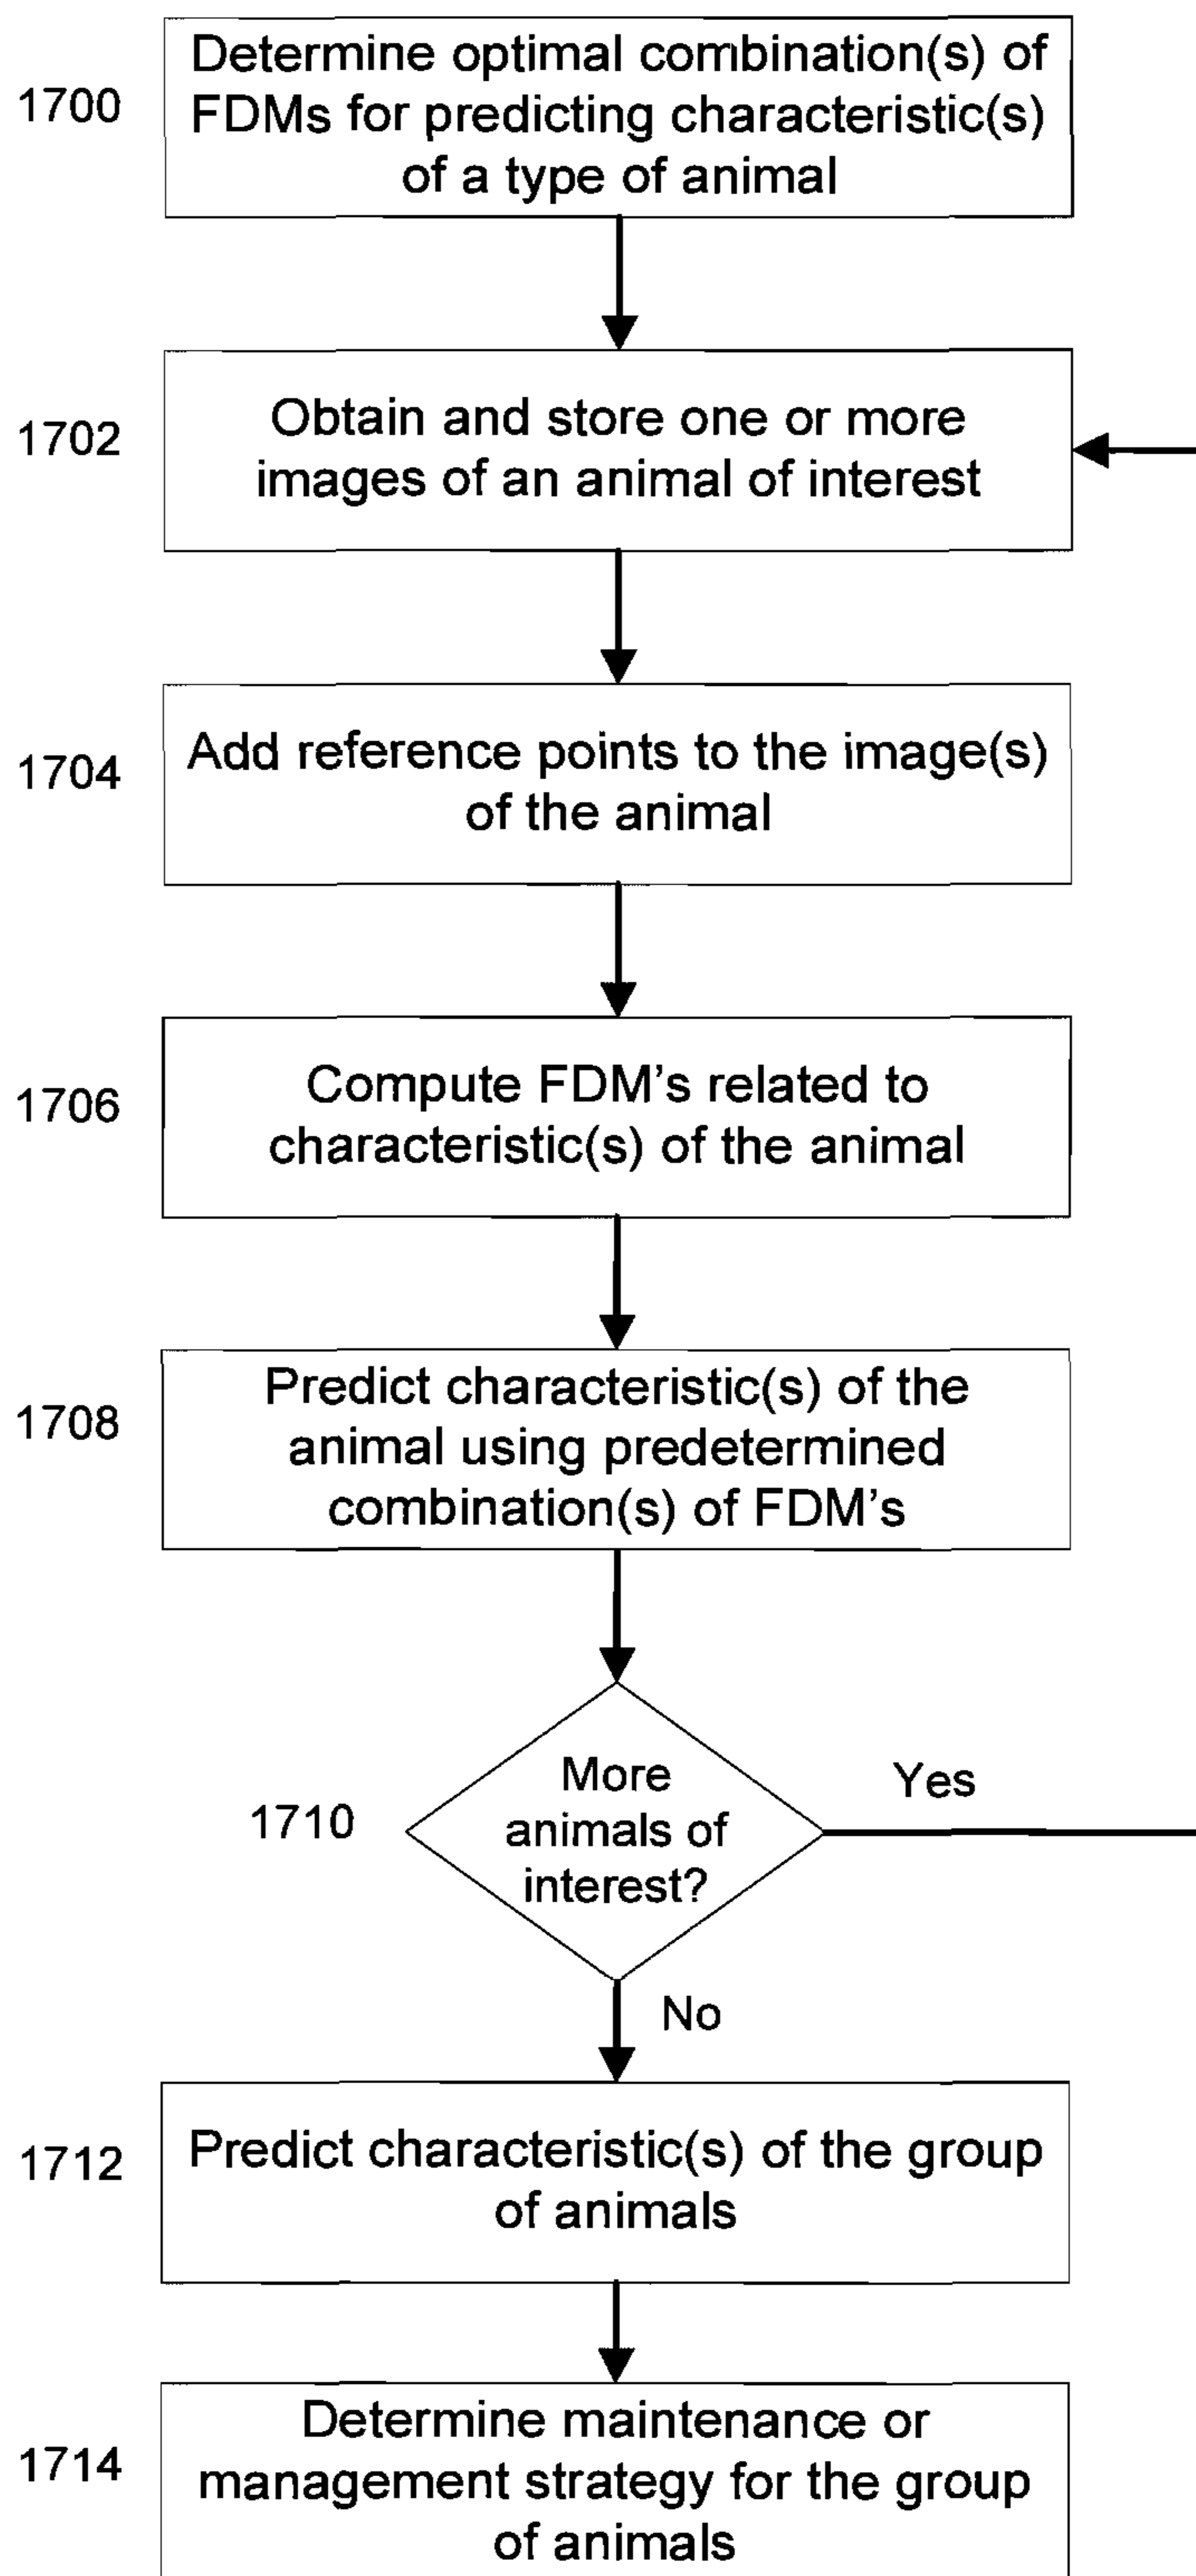 1700
Determine optimal combination(s) of
FDMs for predicting characteristic(s)
of a type of animal
1702
Obtain and store one or more
images of an animal of interest
1704
Add reference points to the image(s)
of the animal
1706
Compute FDM's related to
characteristic(s) of the animal
1708
Predict characteristic(s) of the
animal using predetermined
combination(s) of FDM's
1710
More
animals of
interest?
Yes
No
1712
Predict characteristic(s) of the group
of animals
1714
Determine maintenance or
management strategy for the group
of animals